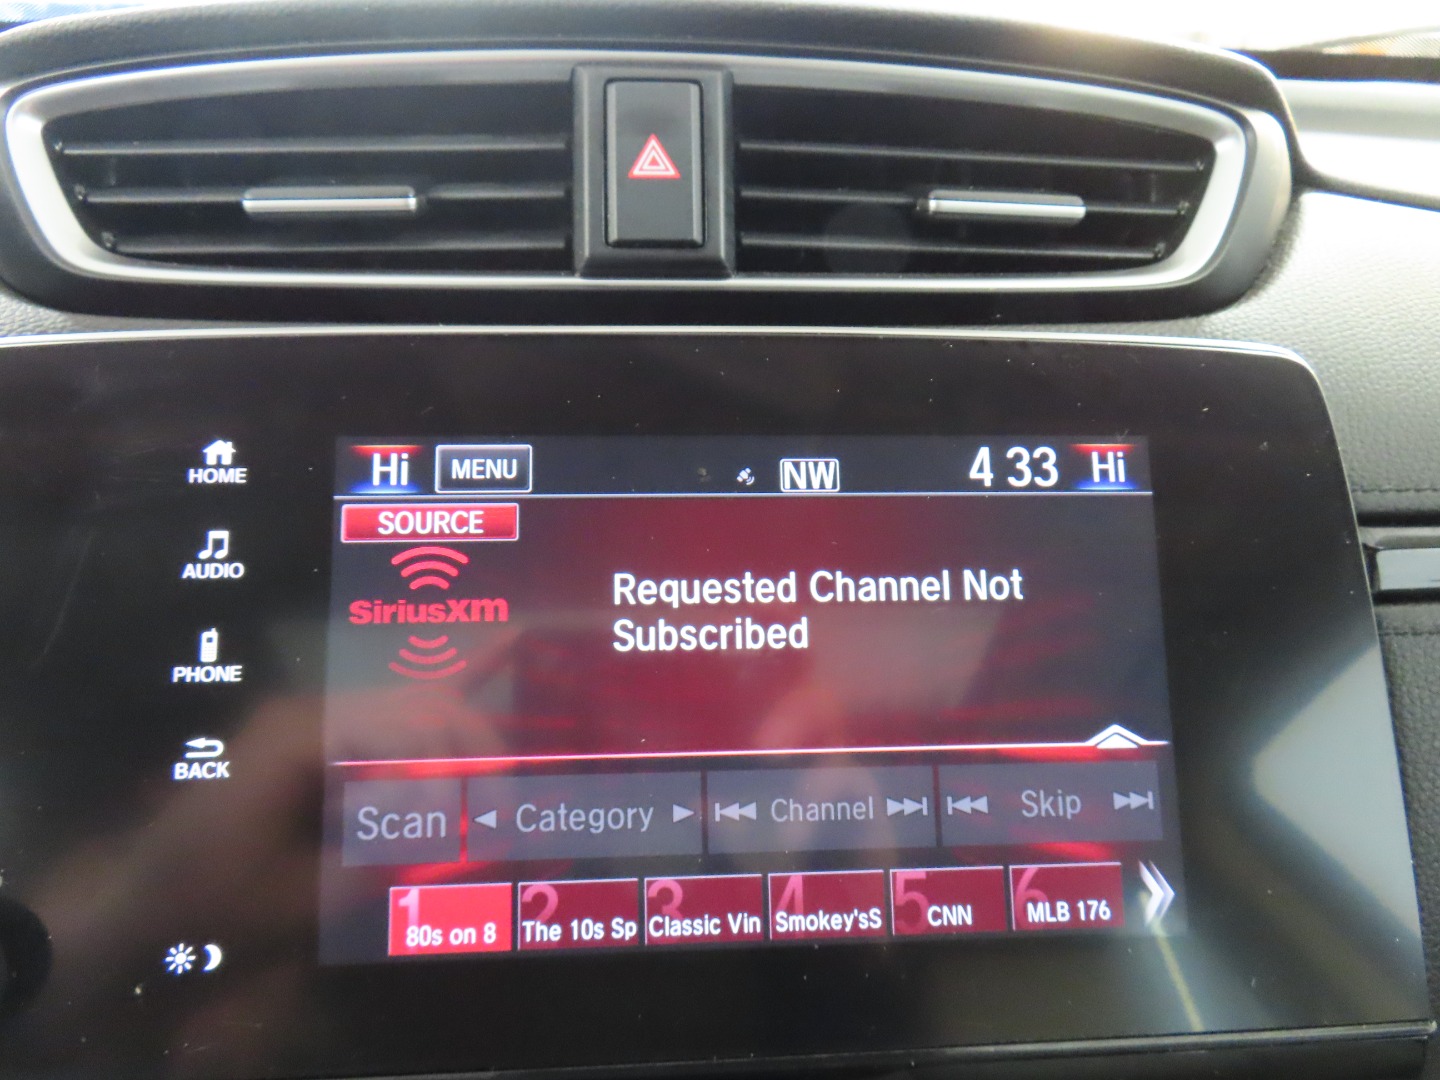 HOME
AUDIO
PHONE
BACK
Hi MENU NW 4 33 Hi
SOURCE
SiriusXM
Requested Channel Not
Subscribed
Scan Category Channel Skip
1 80s on 8
2 The 10s Sp
3 Classic Vin
4 Smokey'sS
5 CNN
6 MLB 176